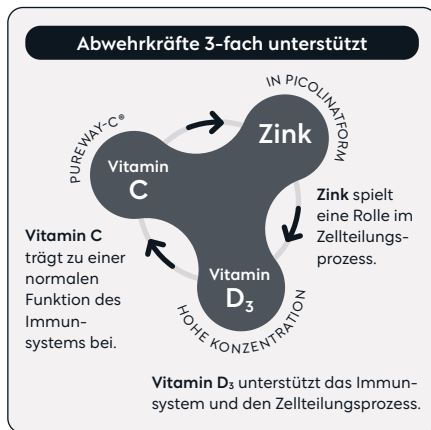 Abwehrkräfte 3-fach unterstützt
PUREWAY-C®
Vitamin
C
IN PICOLINATFORM
Zink
Zink spielt
eine Rolle im
Zellteilungs-
prozess.
Vitamin C
trägt zu einer
normalen
Funktion des
Immun-
systems bei.
Vitamin
D₃
HOHE KONZENTRATION
Vitamin D₃ unterstützt das Immun-
system und den Zellteilungsprozess.